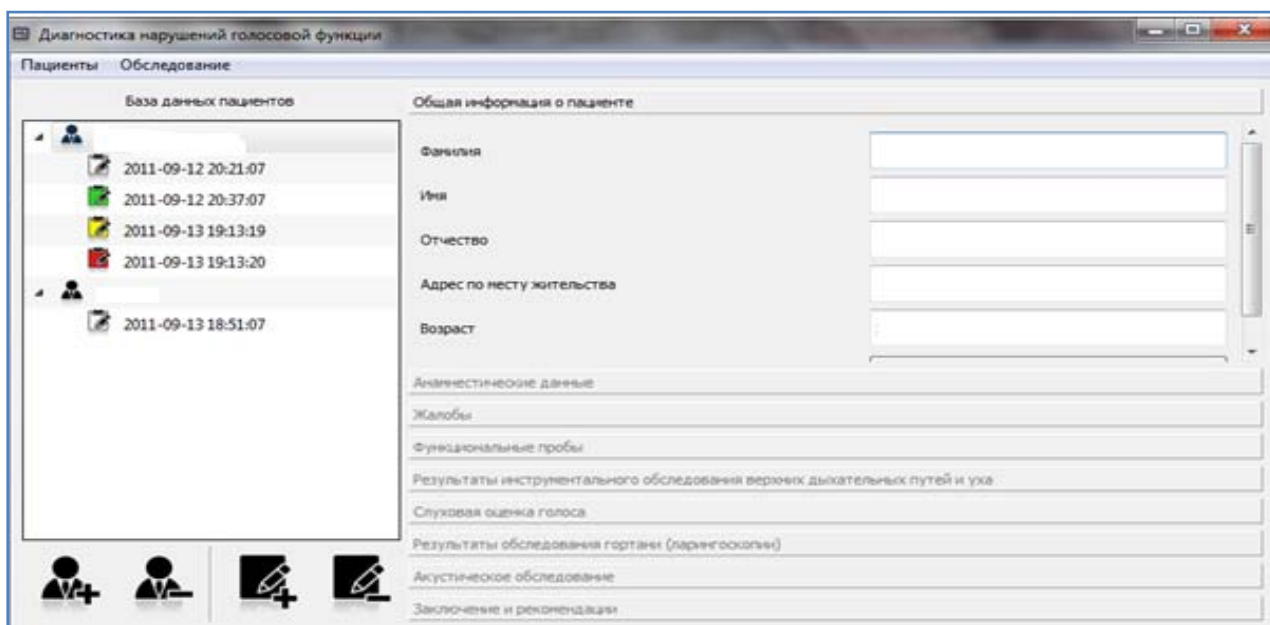 Диагностика нарушений голосовой функции
Пациенты Обследование
База данных пациентов
2011-09-12 20:21:07
2011-09-12 20:37:07
2011-09-13 19:13:19
2011-09-13 19:13:20
2011-09-13 18:51:07
Общая информация о пациенте
Фамилия
Имя
Отчество
Адрес по месту жительства
Возраст
Анамнестические данные
Жалобы
Функциональные пробы
Результаты инструментального обследования верхних дыхательных путей и уха
Слуховая оценка голоса
Результаты обследования гортани (ларингоскопии)
Акустическое обследование
Заключение и рекомендации